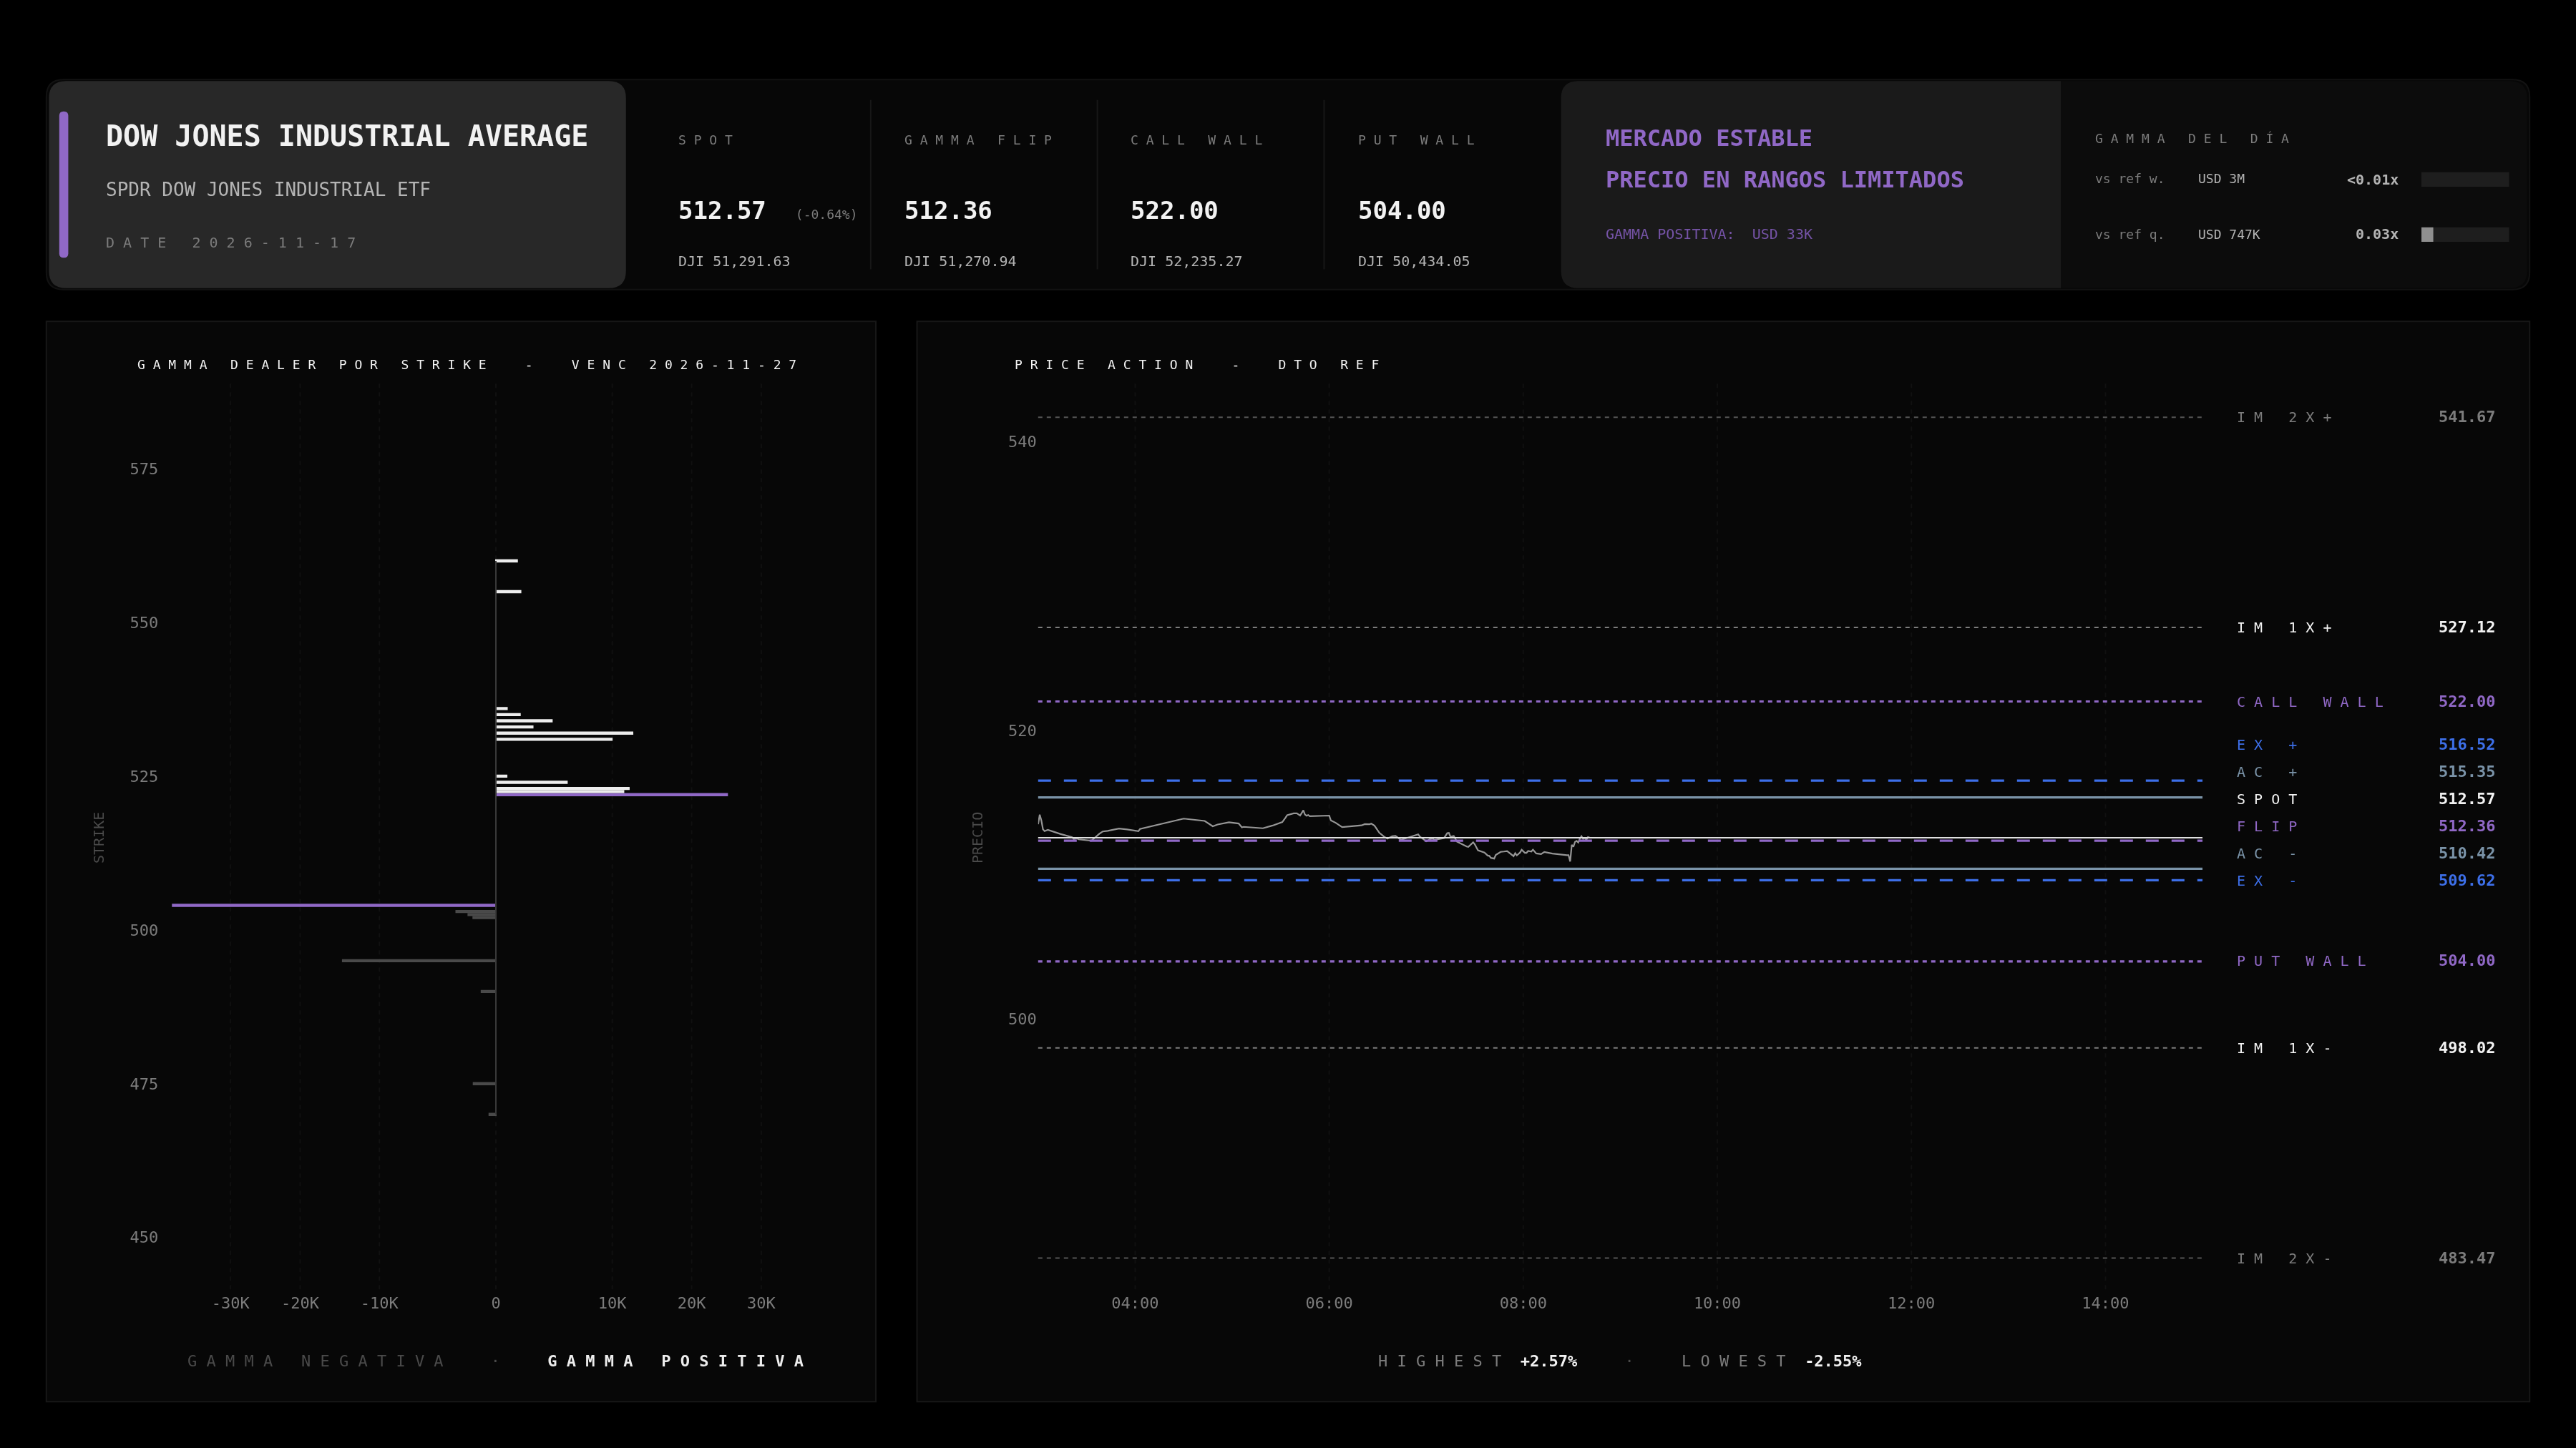 DOW JONES INDUSTRIAL AVERAGE
SPDR DOW JONES INDUSTRIAL ETF
DATE 2026-11-17
SPOT
512.57 (-0.64%)
DJI 51,291.63
GAMMA FLIP
512.36
DJI 51,270.94
CALL WALL
522.00
DJI 52,235.27
PUT WALL
504.00
DJI 50,434.05
MERCADO ESTABLE
PRECIO EN RANGOS LIMITADOS
GAMMA POSITIVA: USD 33K
GAMMA DEL DÍA
vs ref w. USD 3M <0.01x
vs ref q. USD 747K 0.03x
GAMMA DEALER POR STRIKE - VENC 2026-11-27
STRIKE
575
550
525
500
475
450
-30K -20K -10K 0 10K 20K 30K
GAMMA NEGATIVA · GAMMA POSITIVA
PRICE ACTION - DTO REF
PRECIO
540
520
500
IM 2X+ 541.67
IM 1X+ 527.12
CALL WALL 522.00
EX + 516.52
AC + 515.35
SPOT 512.57
FLIP 512.36
AC - 510.42
EX - 509.62
PUT WALL 504.00
IM 1X- 498.02
IM 2X- 483.47
04:00 06:00 08:00 10:00 12:00 14:00
HIGHEST +2.57% · LOWEST -2.55%